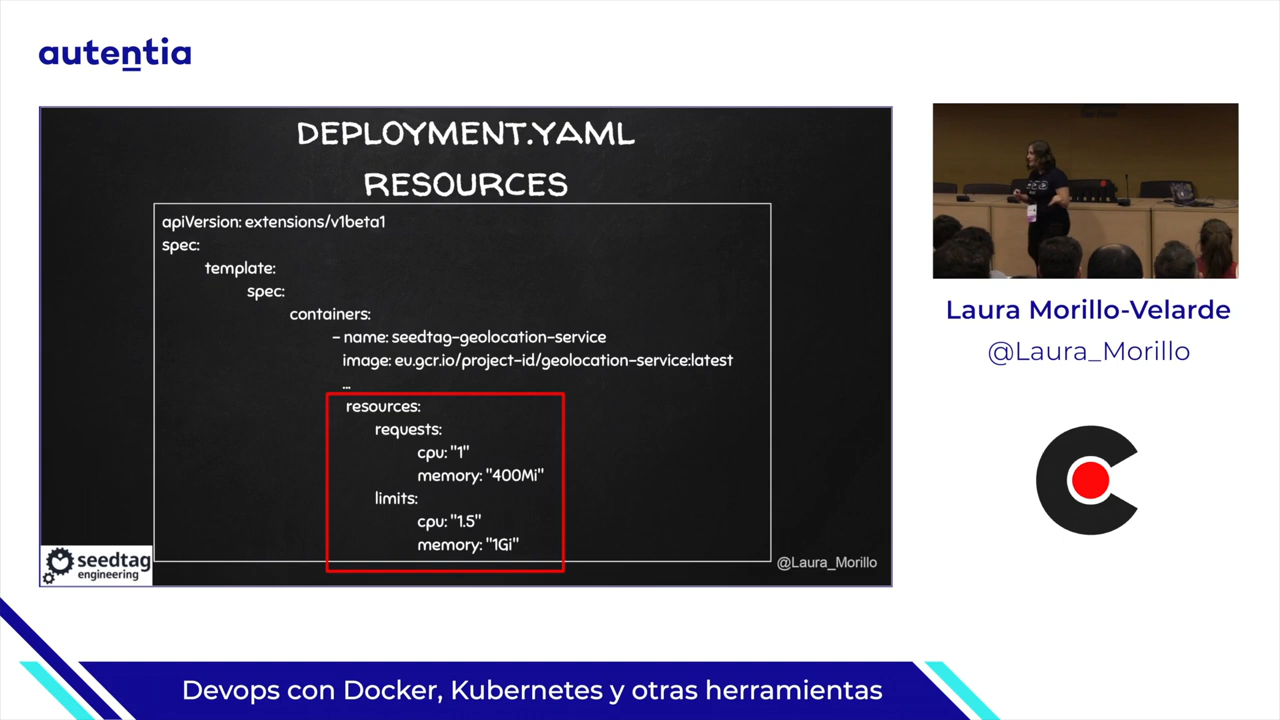 autentia
DEPLOYMENT.YAML
RESOURCES
apiVersion: extensions/v1beta1
spec:
template:
spec:
containers:
- name: seedtag-geolocation-service
image: eu.gcr.io/project-id/geolocation-service:latest
...
resources:
requests:
cpu: "1"
memory: "400Mi"
limits:
cpu: "1.5"
memory: "1Gi"
seedtag
engineering
@Laura_Morillo
Laura Morillo-Velarde
@Laura_Morillo
Devops con Docker, Kubernetes y otras herramientas